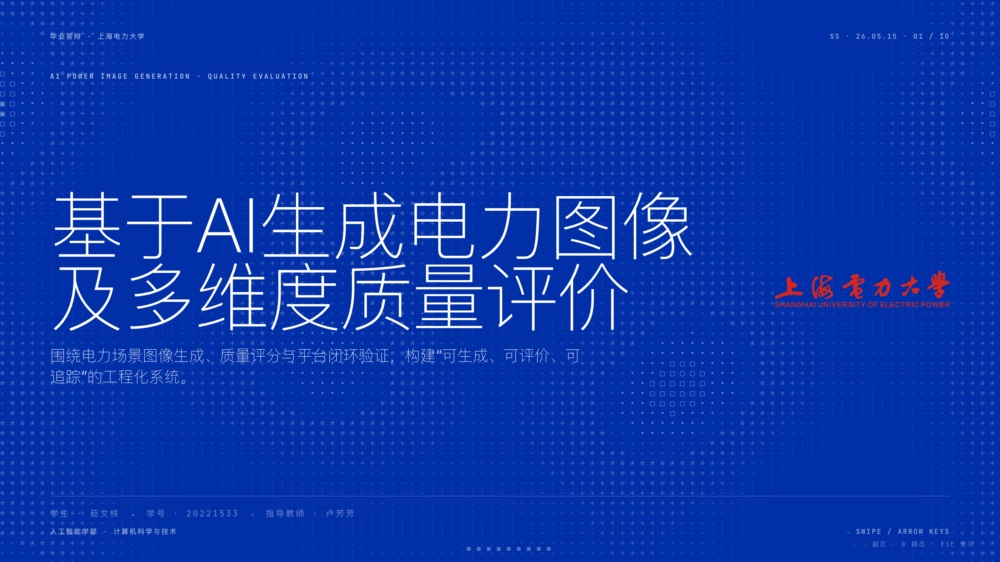 毕业答辩 · 上海电力大学
SS · 26.05.15 · 01 / 10
AI POWER IMAGE GENERATION · QUALITY EVALUATION
基于AI生成电力图像
及多维度质量评价
上海電力大學
SHANGHAI UNIVERSITY OF ELECTRIC POWER
围绕电力场景图像生成、质量评分与平台闭环验证，构建“可生成、可评价、可
追踪”的工程化系统。
学生 · 茹文棋 · 学号 · 20221533 · 指导教师 · 卢芳芳
人工智能学部 · 计算机科学与技术
→ SWIPE / ARROW KEYS
← → 翻页 · B 静态 · ESC 索引